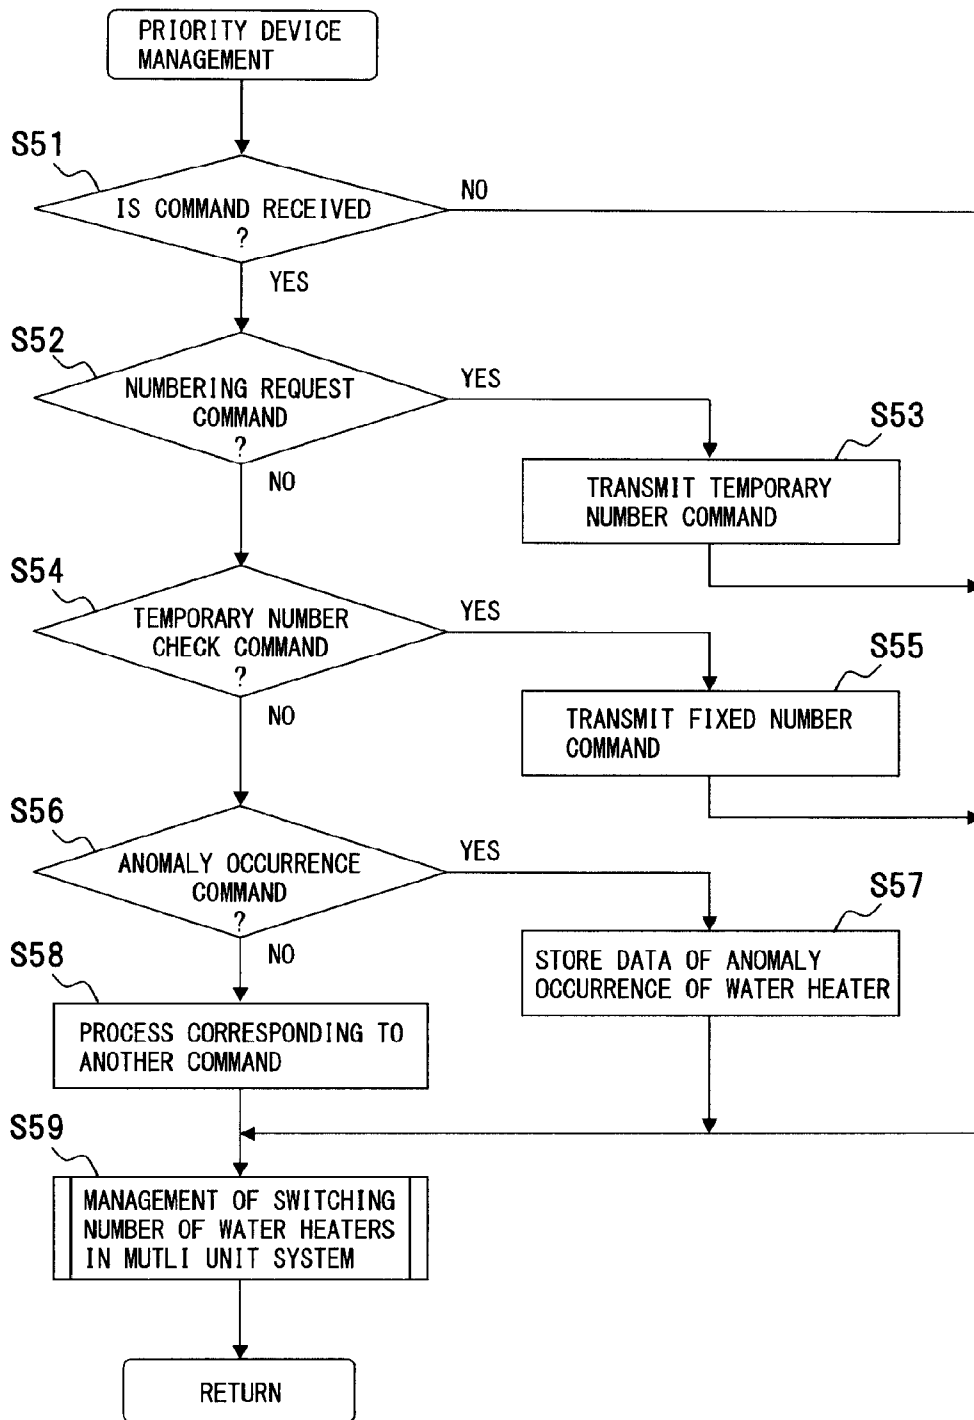 PRIORITY DEVICE
MANAGEMENT
S51
IS COMMAND RECEIVED
?
NO
YES
S52
NUMBERING REQUEST
COMMAND
?
YES
NO
S53
TRANSMIT TEMPORARY
NUMBER COMMAND
S54
TEMPORARY NUMBER
CHECK COMMAND
?
YES
NO
S55
TRANSMIT FIXED NUMBER
COMMAND
S56
ANOMALY OCCURRENCE
COMMAND
?
YES
NO
S57
STORE DATA OF ANOMALY
OCCURRENCE OF WATER HEATER
S58
PROCESS CORRESPONDING TO
ANOTHER COMMAND
S59
MANAGEMENT OF SWITCHING
NUMBER OF WATER HEATERS
IN MUTLI UNIT SYSTEM
RETURN